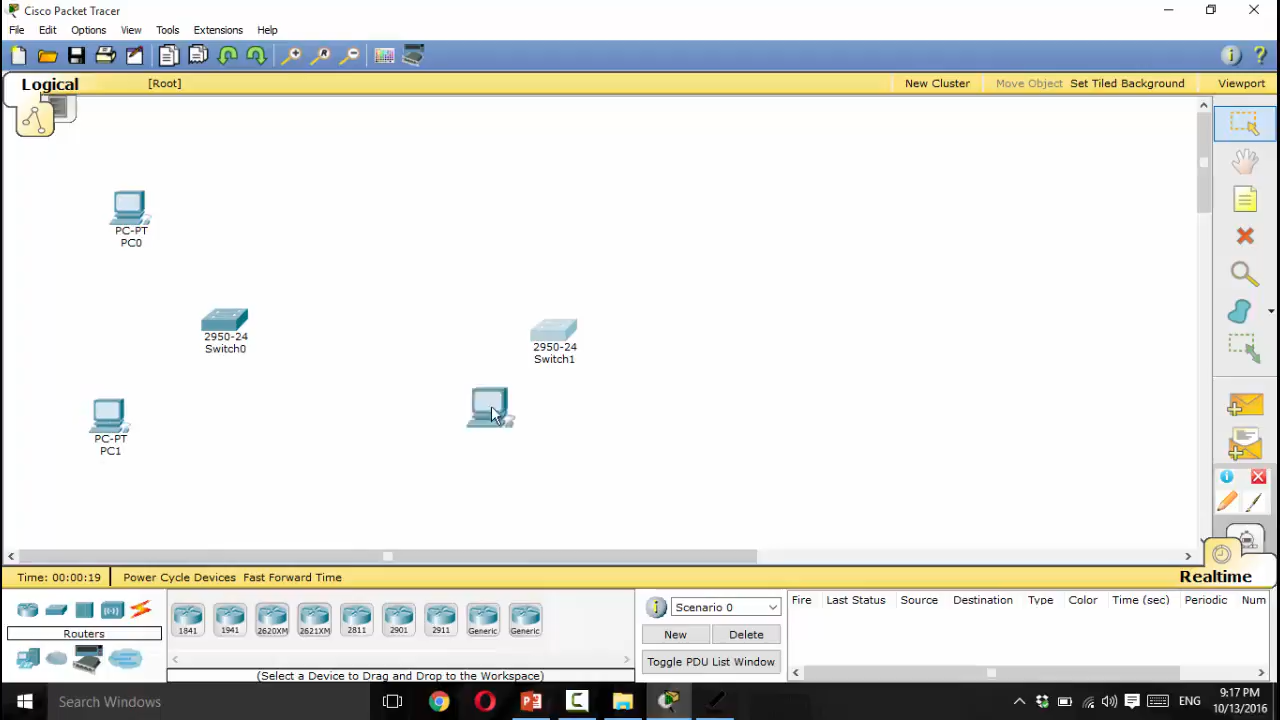 Cisco Packet Tracer
File Edit Options View Tools Extensions Help
Logical [Root] New Cluster Move Object Set Tiled Background Viewport
PC-PT
PC0
2950-24
Switch0
2950-24
Switch1
PC-PT
PC1
Time: 00:00:19 Power Cycle Devices Fast Forward Time Realtime
Routers
1841 1941 2620XM 2621XM 2811 2901 2911 Generic Generic
(Select a Device to Drag and Drop to the Workspace)
Scenario 0
New Delete
Toggle PDU List Window
Fire Last Status Source Destination Type Color Time (sec) Periodic Num
Search Windows
ENG
9:17 PM
10/13/2016